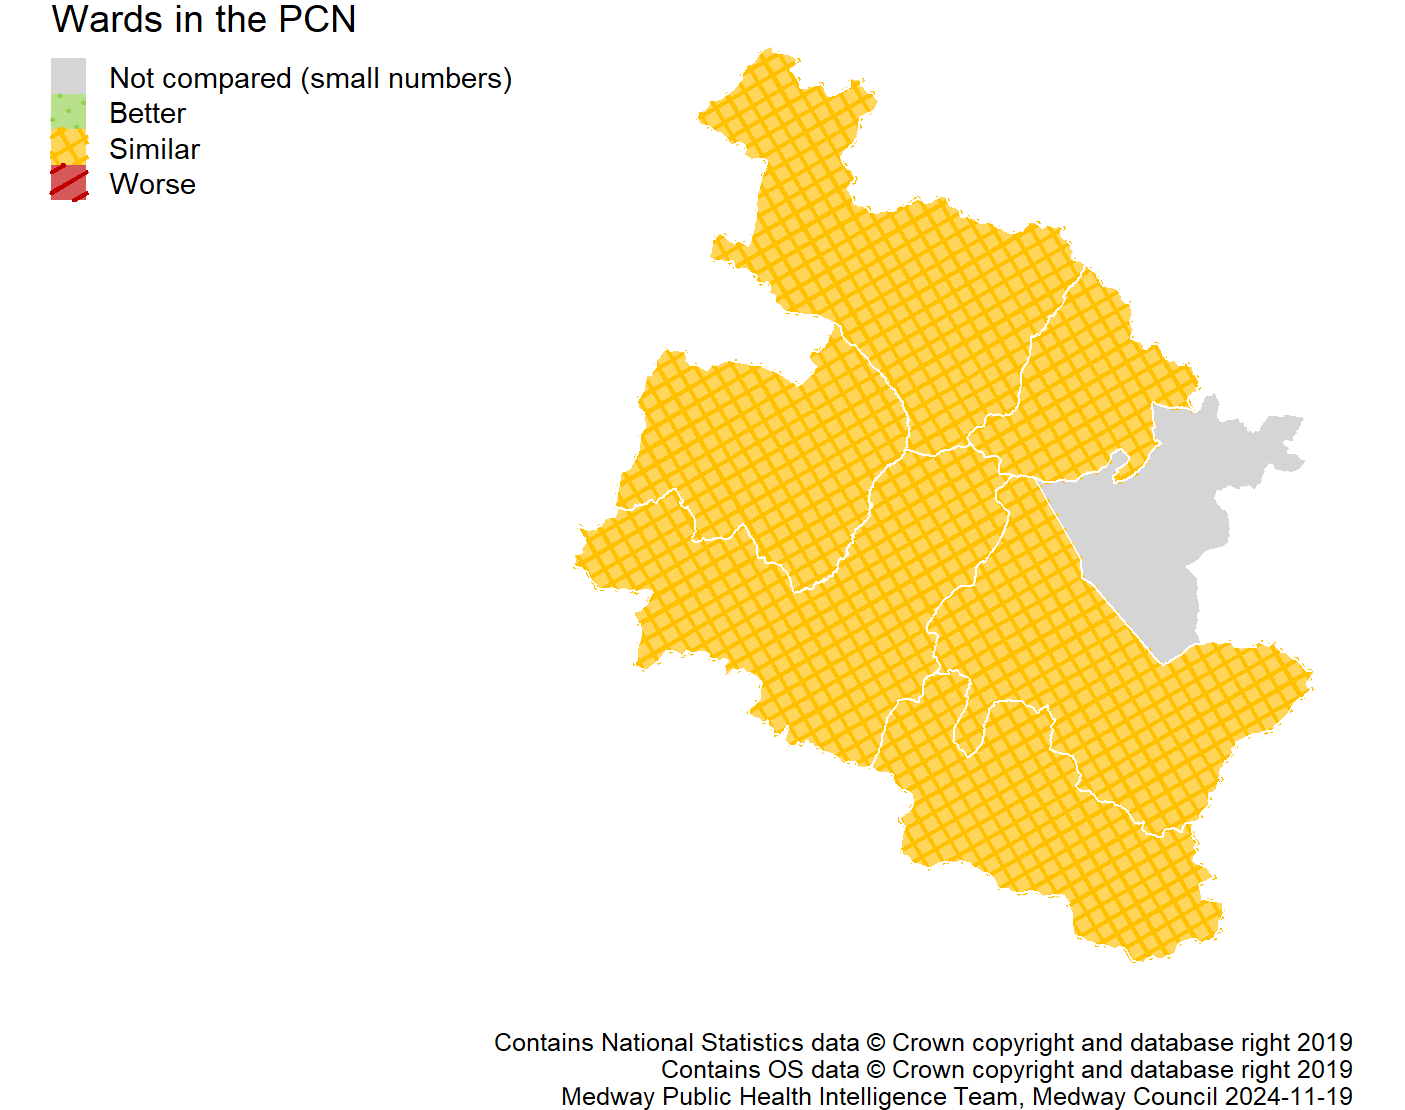 Wards in the PCN
Not compared (small numbers)
Better
Similar
Worse
Contains National Statistics data © Crown copyright and database right 2019
Contains OS data © Crown copyright and database right 2019
Medway Public Health Intelligence Team, Medway Council 2024-11-19